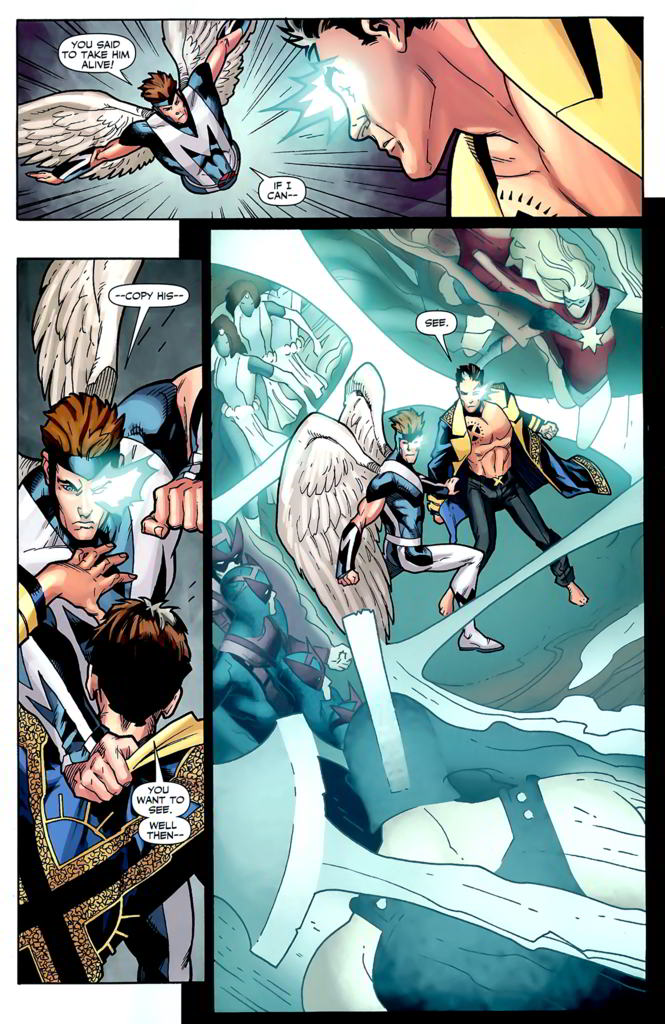 YOU SAID
TO TAKE HIM
ALIVE!
M
IF I
CAN--
--COPY HIS--
YOU
WANT TO
SEE.
WELL
THEN--
SEE.